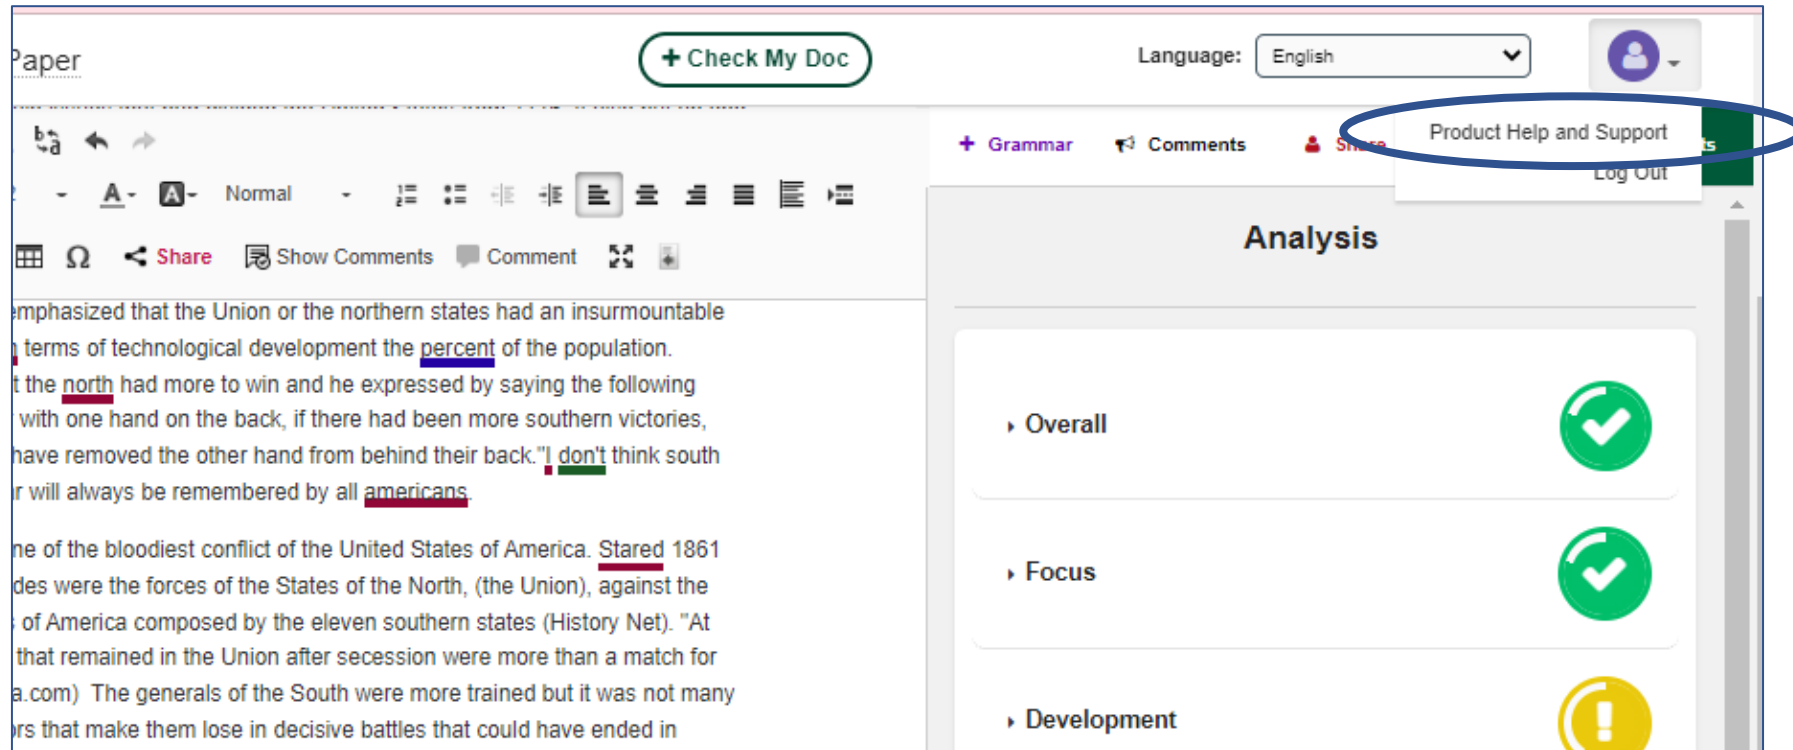 Paper
+ Check My Doc
Language: English
+ Grammar Comments Share
Product Help and Support
Log Out
A A Normal
Share Show Comments Comment
Analysis
emphasized that the Union or the northern states had an insurmountable
terms of technological development the percent of the population.
t the north had more to win and he expressed by saying the following
with one hand on the back, if there had been more southern victories,
have removed the other hand from behind their back."I don't think south
r will always be remembered by all americans.
Overall
ne of the bloodiest conflict of the United States of America. Stared 1861
des were the forces of the States of the North, (the Union), against the
of America composed by the eleven southern states (History Net). "At
that remained in the Union after secession were more than a match for
a.com) The generals of the South were more trained but it was not many
ors that make them lose in decisive battles that could have ended in
Focus
Development